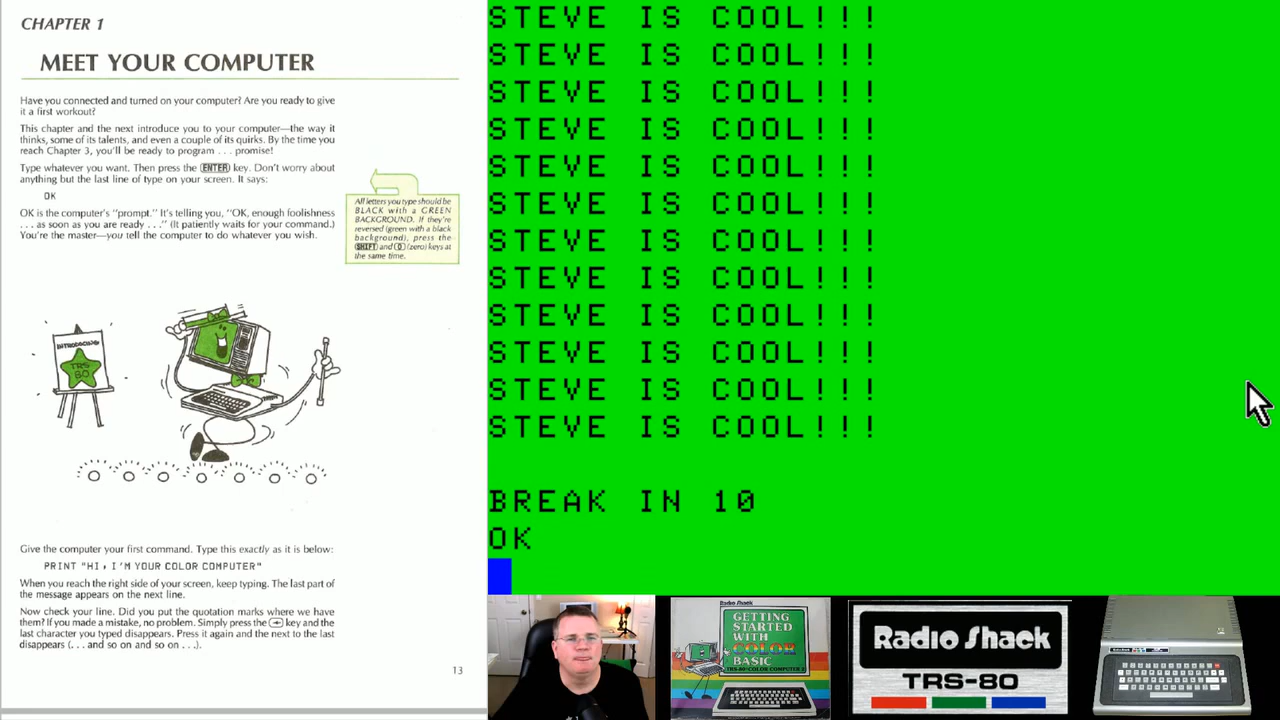 CHAPTER 1
MEET YOUR COMPUTER
Have you connected and turned on your computer? Are you ready to give
it a first workout?
This chapter and the next introduce you to your computer—the way it
thinks, some of its talents, and even a couple of its quirks. By the time you
reach Chapter 3, you'll be ready to program . . . promise!
Type whatever you want. Then press the ENTER key. Don't worry about
anything but the last line of type on your screen. It says:
OK
OK is the computer's "prompt." It's telling you, "OK, enough foolishness
. . . as soon as you are ready . . ." (It patiently waits for your command.)
You're the master—you tell the computer to do whatever you wish.
All letters you type should be
BLACK with a GREEN
BACKGROUND. If they're
reversed (green with a black
background), press the
SHIFT and 0 (zero) keys at
the same time.
INTRODUCING
TRS
80
Give the computer your first command. Type this exactly as it is below:
PRINT "HI, I'M YOUR COLOR COMPUTER"
When you reach the right side of your screen, keep typing. The last part of
the message appears on the next line.
Now check your line. Did you put the quotation marks where we have
them? If you made a mistake, no problem. Simply press the ← key and the
last character you typed disappears. Press it again and the next to the last
disappears (. . . and so on and so on . . .).
13
STEVE IS COOL!!!
STEVE IS COOL!!!
STEVE IS COOL!!!
STEVE IS COOL!!!
STEVE IS COOL!!!
STEVE IS COOL!!!
STEVE IS COOL!!!
STEVE IS COOL!!!
STEVE IS COOL!!!
STEVE IS COOL!!!
STEVE IS COOL!!!
STEVE IS COOL!!!
BREAK IN 10
OK
Radio Shack
GETTING
STARTED
WITH
COLOR
BASIC
Radio Shack
TRS-80